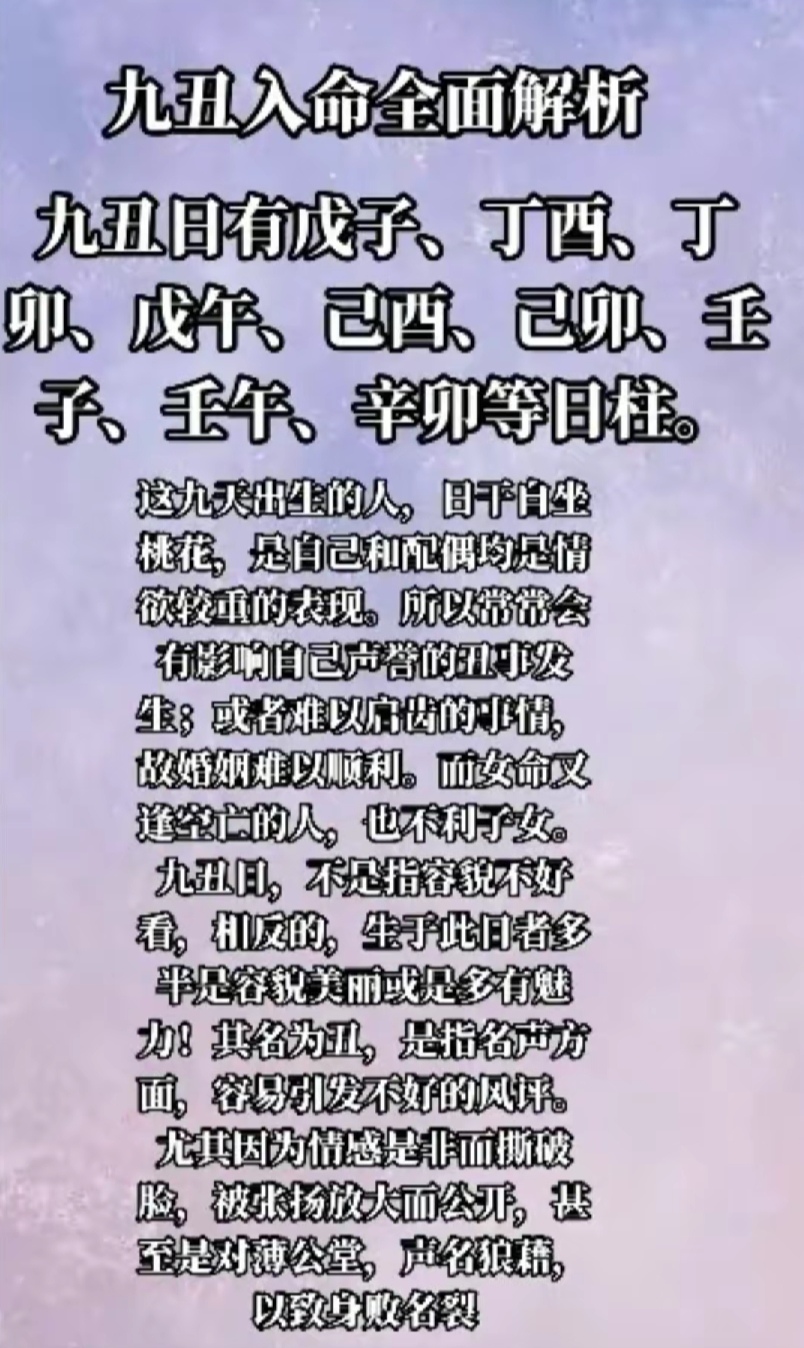 九丑入命全面解析
九丑日有戊子、丁酉、丁
卯、戊午、己酉、己卯、壬
子、壬午、辛卯等日柱。
这九天出生的人，日干自坐
桃花，是自己和配偶均是情
欲较重的表现。所以常常会
有影响自己声誉的丑事发
生；或者难以启齿的事情，
故婚姻难以顺利。而女命又
逢空亡的人，也不利子女。
九丑日，不是指容貌不好
看，相反的，生于此日者多
半是容貌美丽或是多有魅
力！其名为丑，是指名声方
面，容易引发不好的风评。
尤其因为情感是非而撕破
脸，被张扬放大而公开，甚
至是对薄公堂，声名狼藉，
以致身败名裂